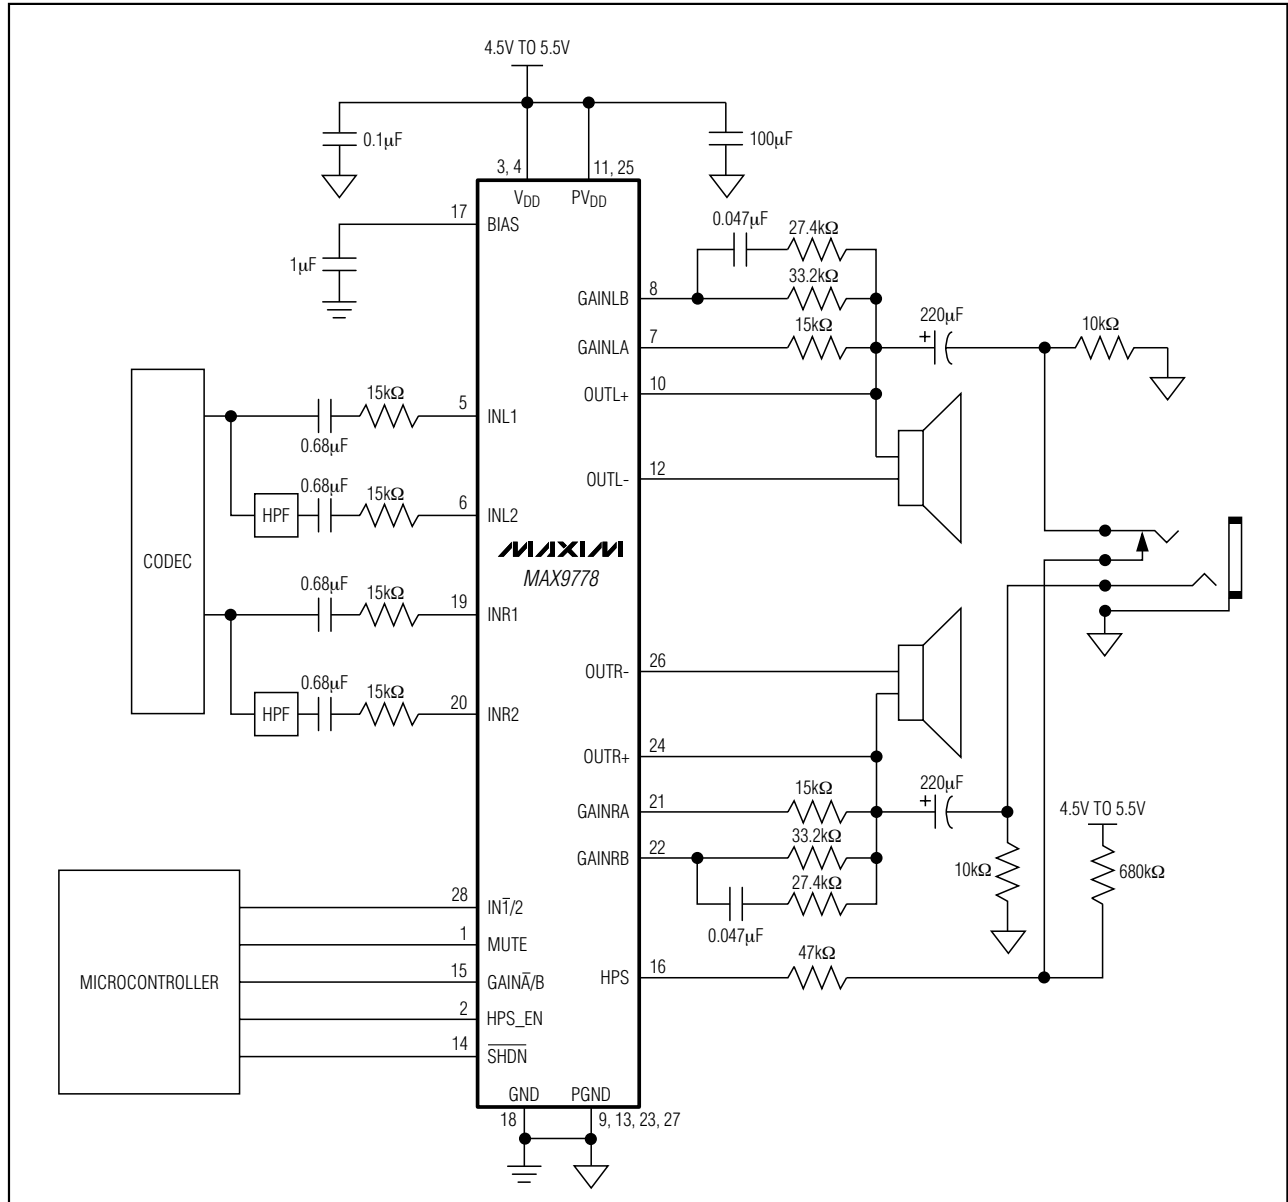 4.5V TO 5.5V
0.1μF
100μF
3, 4
11, 25
VDD
PVDD
17
BIAS
1μF
0.047μF
27.4kΩ
33.2kΩ
GAINLB
8
15kΩ
GAINLA
7
220μF
+
10kΩ
OUTL+
10
OUTL-
12
CODEC
15kΩ
0.68μF
5
INL1
HPF
0.68μF
15kΩ
6
INL2
MAXIM
MAX9778
0.68μF
15kΩ
19
INR1
HPF
0.68μF
15kΩ
20
INR2
OUTR-
26
OUTR+
24
GAINRA
21
15kΩ
220μF
+
GAINRB
22
33.2kΩ
27.4kΩ
0.047μF
10kΩ
4.5V TO 5.5V
680kΩ
HPS
16
47kΩ
MICROCONTROLLER
28
IN1̅/2
1
MUTE
15
GAINA̅/B
2
HPS_EN
14
S̅H̅D̅N̅
GND
PGND
18
9, 13, 23, 27